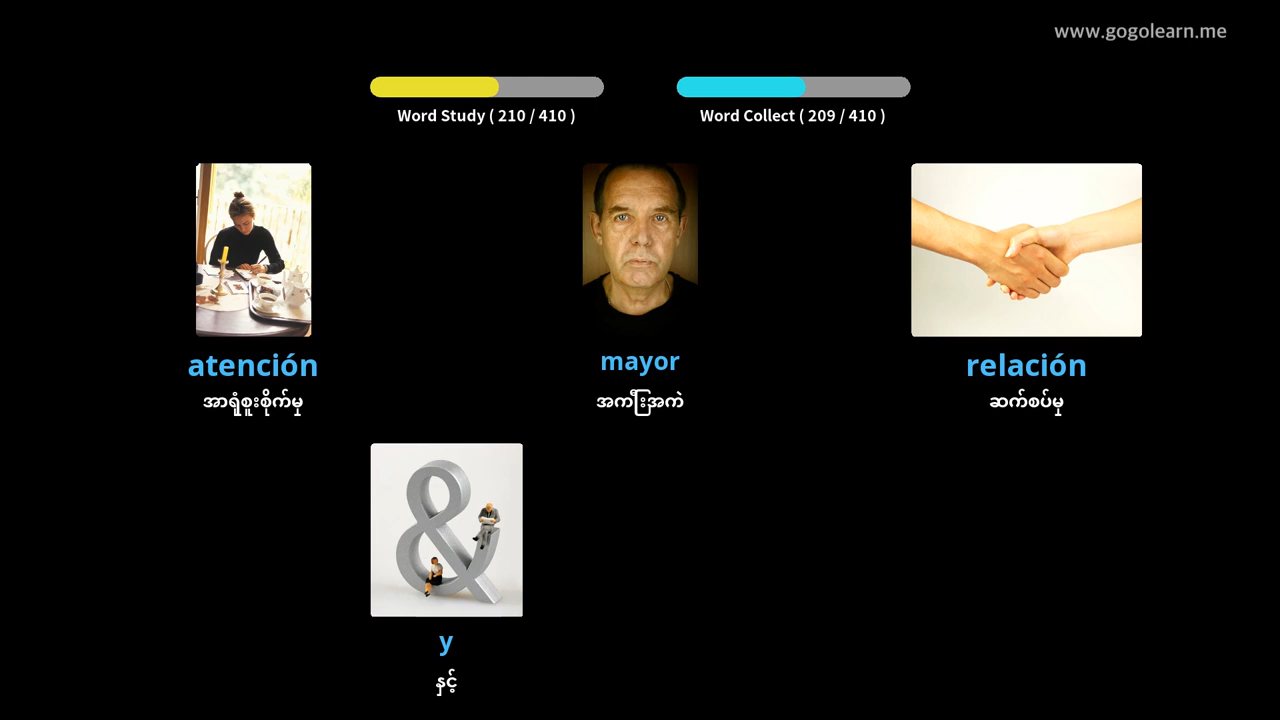 www.gogolearn.me
Word Study ( 210 / 410 )
Word Collect ( 209 / 410 )
atención
mayor
relación
အာရုံစူးစိုက်မှု
အကြီးအကဲ
ဆက်စပ်မှု
y
နှင့်